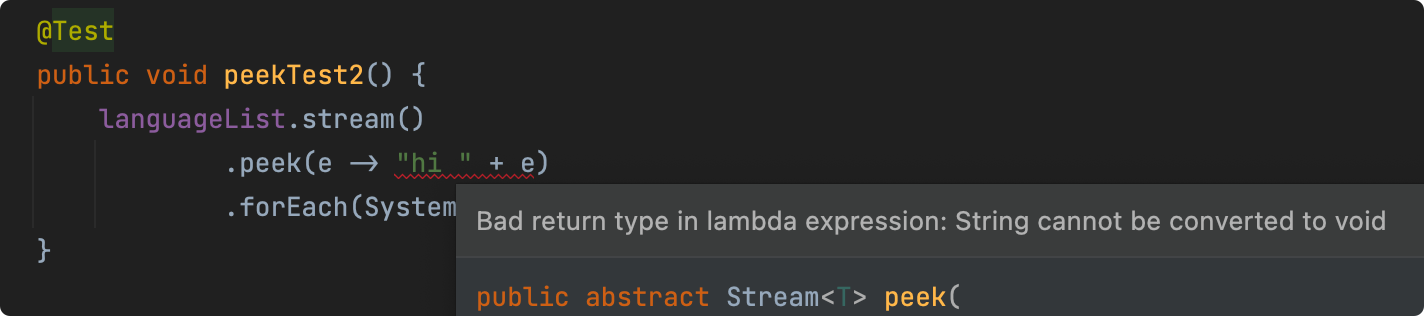 @Test
public void peekTest2() {
languageList.stream()
.peek(e -> "hi " + e)
.forEach(System
}
Bad return type in lambda expression: String cannot be converted to void
public abstract Stream<T> peek(